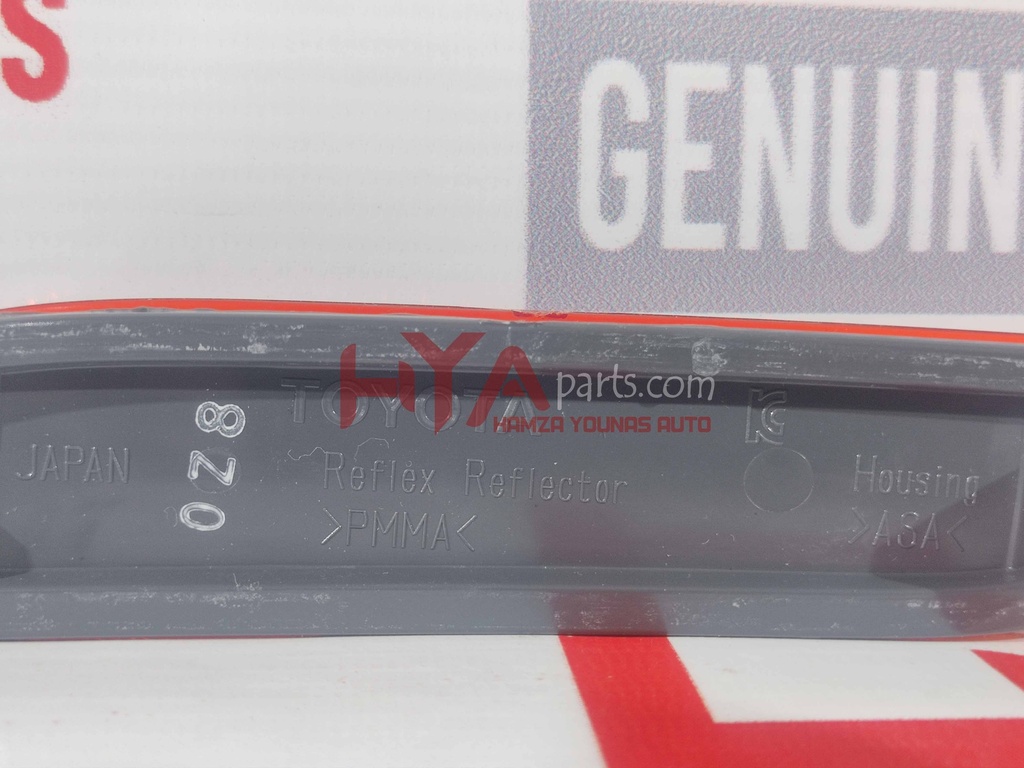 S
GENUIN
TOYOTA
HYAparts.com
HAMZA YOUNAS AUTO
JAPAN
028
Reflex Reflector
>PMMA<
Housing
>ASA<